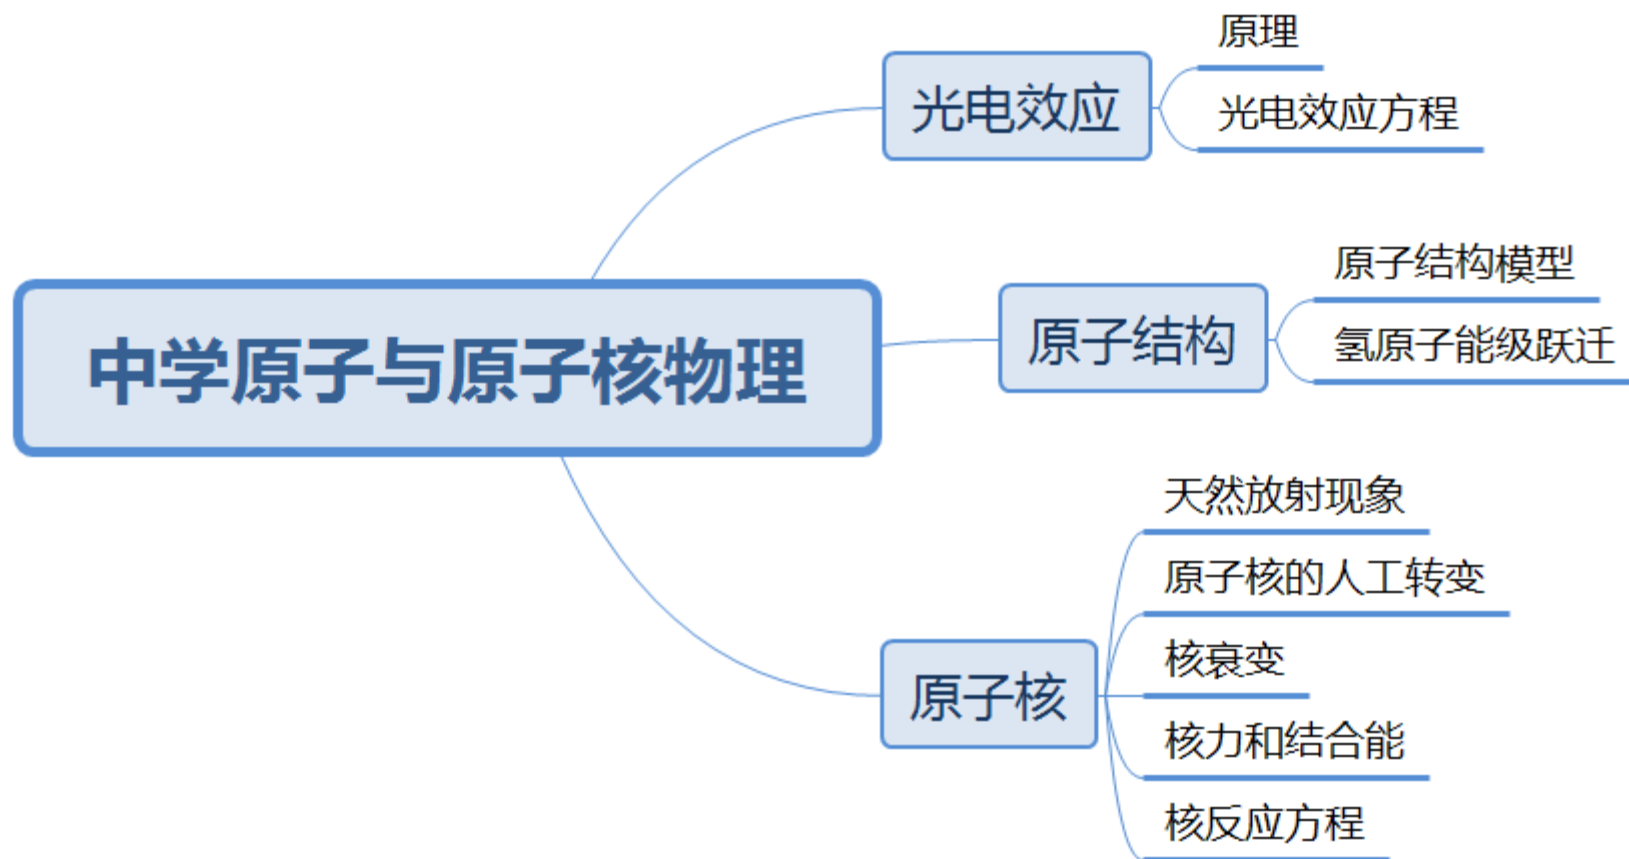 中学原子与原子核物理
光电效应
原理
光电效应方程
原子结构
原子结构模型
氢原子能级跃迁
原子核
天然放射现象
原子核的人工转变
核衰变
核力和结合能
核反应方程